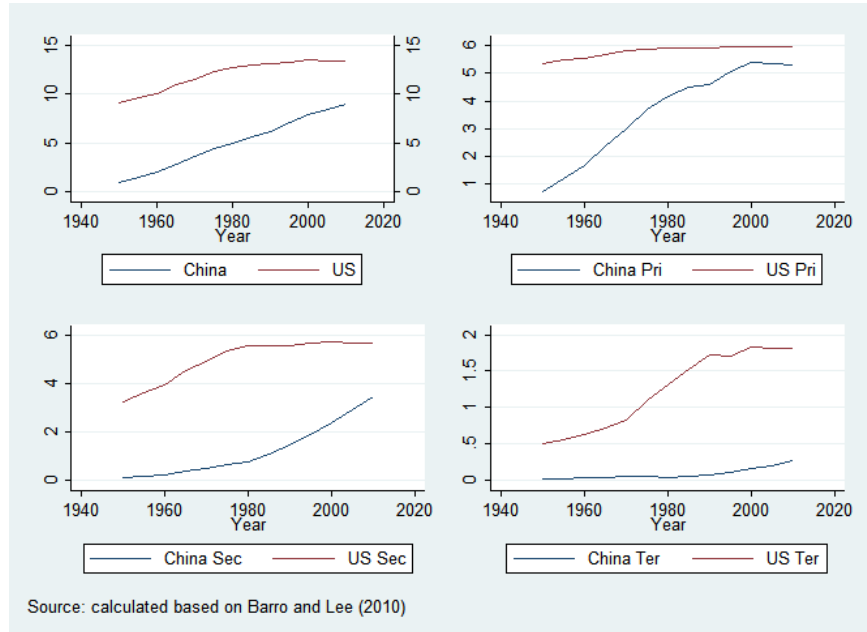 15
10
5
0
15
10
5
0
1940 1960 1980 2000 2020
Year
China US
6
5
4
3
2
1
1940 1960 1980 2000 2020
Year
China Pri US Pri
6
4
2
0
1940 1960 1980 2000 2020
Year
China Sec US Sec
2
1.5
1
.5
0
1940 1960 1980 2000 2020
Year
China Ter US Ter
Source: calculated based on Barro and Lee (2010)